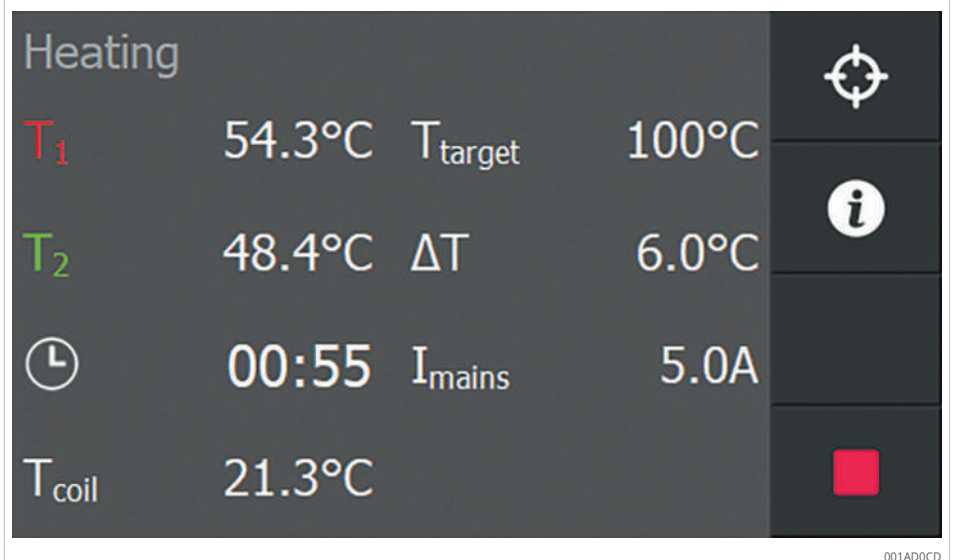 Heating
T1 54.3°C Ttarget 100°C
T2 48.4°C ΔT 6.0°C
00:55 Imains 5.0A
Tcoil 21.3°C
i
001AD0CD